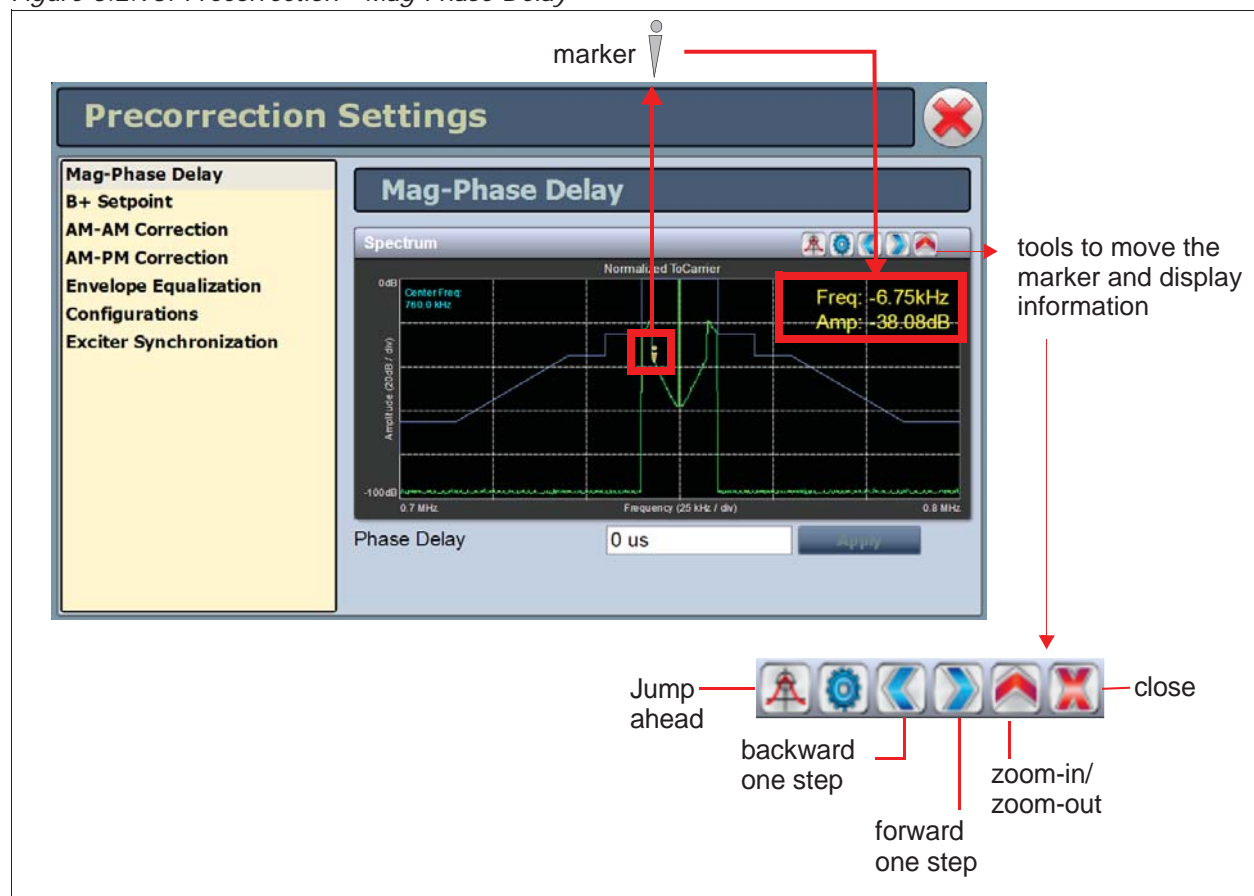 marker
Precorrection Settings
Mag-Phase Delay
B+ Setpoint
AM-AM Correction
AM-PM Correction
Envelope Equalization
Configurations
Exciter Synchronization
Mag-Phase Delay
Spectrum
Normalized ToCarrier
0dB
Center Freq:
760.0 kHz
Freq: -6.75kHz
Amp: -38.08dB
Amplitude (20dB / div)
-100dB
0.7 MHz
Frequency (25 kHz / div)
0.8 MHz
Phase Delay
0 us
Apply
tools to move the
marker and display
information
Jump
ahead
backward
one step
forward
one step
zoom-in/
zoom-out
close